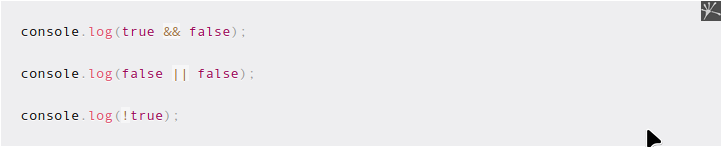 console.log(true && false);
console.log(false || false);
console.log(!true);